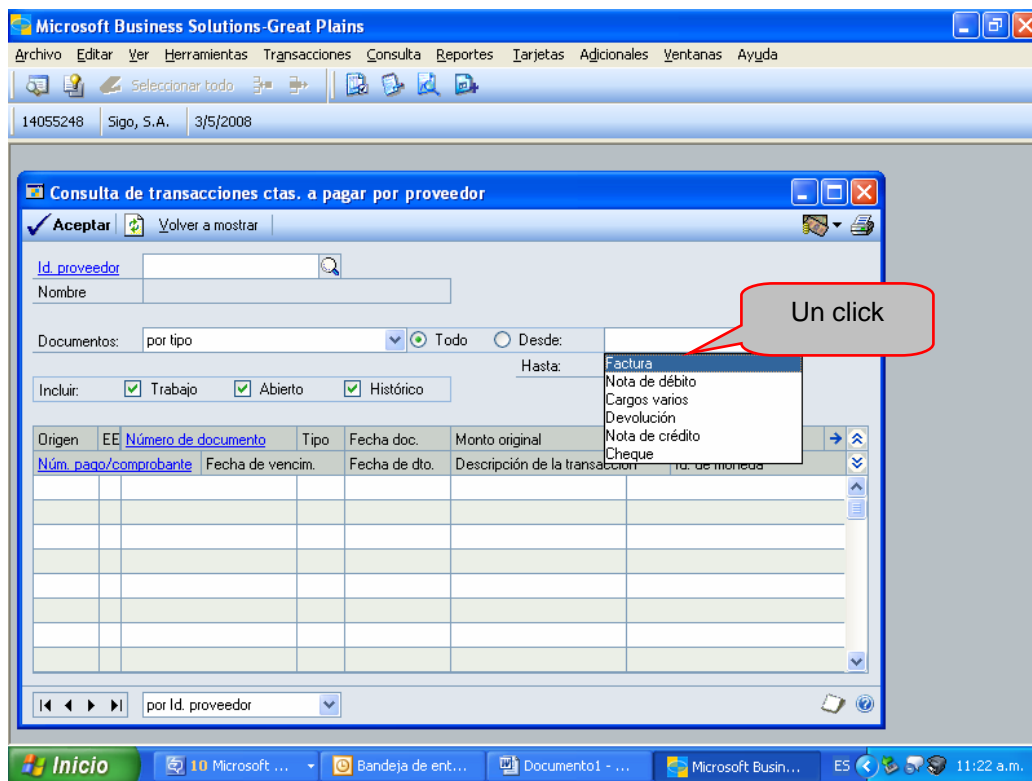 Microsoft Business Solutions-Great Plains
Archivo Editar Ver Herramientas Transacciones Consulta Reportes Tarjetas Adicionales Ventanas Ayuda
Seleccionar todo
14055248 Sigo, S.A. 3/5/2008
Consulta de transacciones ctas. a pagar por proveedor
Aceptar Volver a mostrar
Id. proveedor
Nombre
Un click
Documentos: por tipo Todo Desde:
Hasta:
Factura
Nota de débito
Cargos varios
Devolución
Nota de crédito
Cheque
Incluir: Trabajo Abierto Histórico
Origen EE Número de documento Tipo Fecha doc. Monto original
Núm. pago/comprobante Fecha de vencim. Fecha de dto. Descripción de la transacción Id. de moneda
por Id. proveedor
Inicio 10 Microsoft ... Bandeja de ent... Documento1 - ... Microsoft Busin... ES 11:22 a.m.